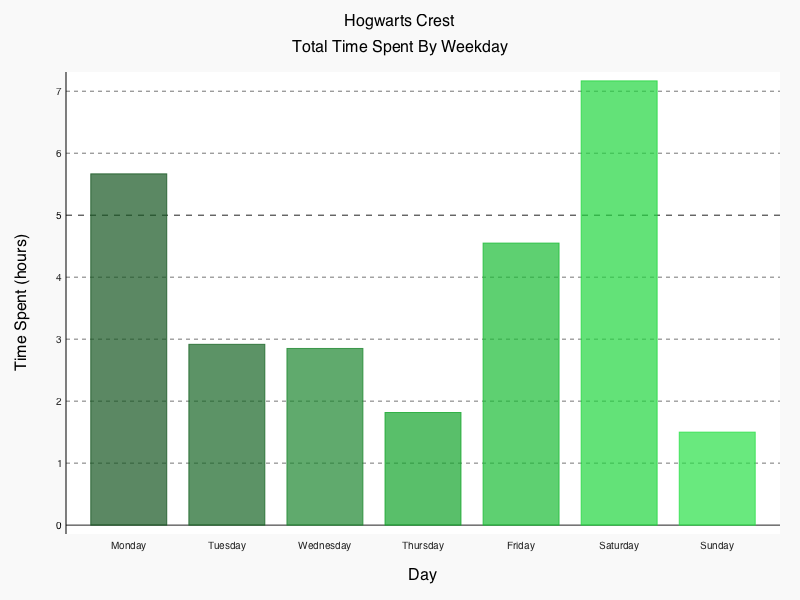 Hogwarts Crest
Total Time Spent By Weekday
Time Spent (hours)
7
6
5
4
3
2
1
0
Monday Tuesday Wednesday Thursday Friday Saturday Sunday
Day